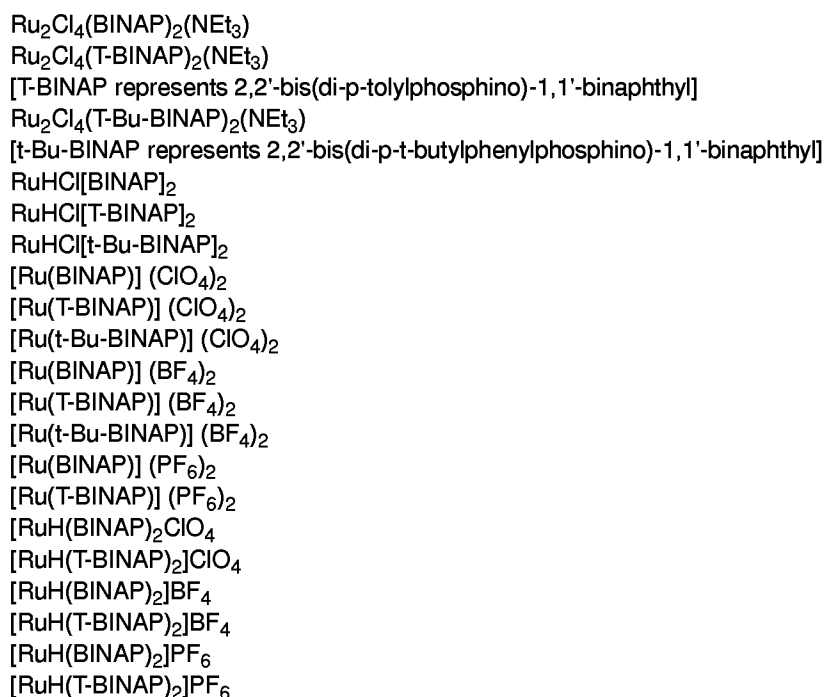 Ru₂Cl₄(BINAP)₂(NEt₃)
Ru₂Cl₄(T-BINAP)₂(NEt₃)
[T-BINAP represents 2,2'-bis(di-p-tolylphosphino)-1,1'-binaphthyl]
Ru₂Cl₄(T-Bu-BINAP)₂(NEt₃)
[t-Bu-BINAP represents 2,2'-bis(di-p-t-butylphenylphosphino)-1,1'-binaphthyl]
RuHCl[BINAP]₂
RuHCl[T-BINAP]₂
RuHCl[t-Bu-BINAP]₂
[Ru(BINAP)] (ClO₄)₂
[Ru(T-BINAP)] (ClO₄)₂
[Ru(t-Bu-BINAP)] (ClO₄)₂
[Ru(BINAP)] (BF₄)₂
[Ru(T-BINAP)] (BF₄)₂
[Ru(t-Bu-BINAP)] (BF₄)₂
[Ru(BINAP)] (PF₆)₂
[Ru(T-BINAP)] (PF₆)₂
[RuH(BINAP)₂ClO₄
[RuH(T-BINAP)₂]ClO₄
[RuH(BINAP)₂]BF₄
[RuH(T-BINAP)₂]BF₄
[RuH(BINAP)₂]PF₆
[RuH(T-BINAP)₂]PF₆